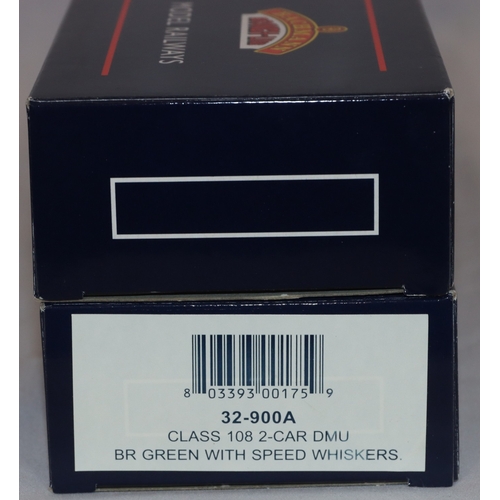 MODEL RAILWAYS
8 03393 00175 9
32-900A
CLASS 108 2-CAR DMU
BR GREEN WITH SPEED WHISKERS.